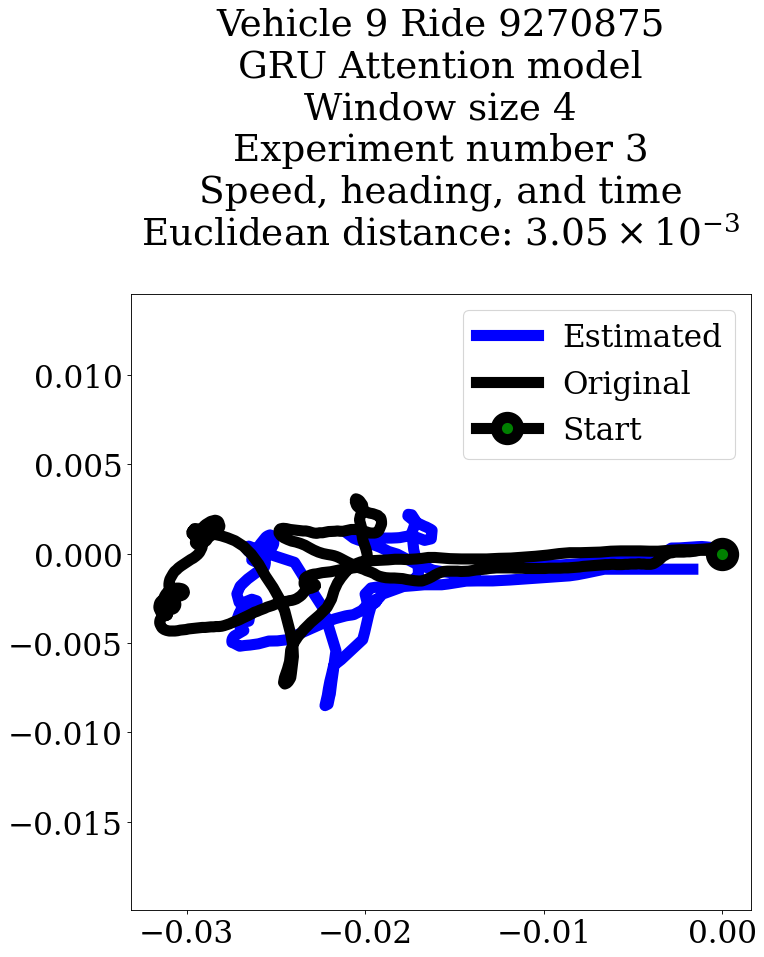 Vehicle 9 Ride 9270875
GRU Attention model
Window size 4
Experiment number 3
Speed, heading, and time
Euclidean distance: 3.05 × 10⁻³
Estimated
Original
Start
0.010
0.005
0.000
−0.005
−0.010
−0.015
−0.03 −0.02 −0.01 0.00